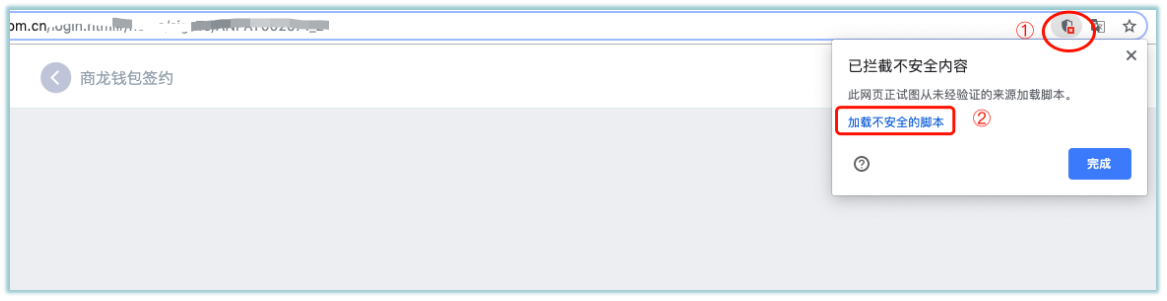 om.cn/login.html/
①
商龙钱包签约
已拦截不安全内容
此网页正试图从未经验证的来源加载脚本。
加载不安全的脚本
②
完成